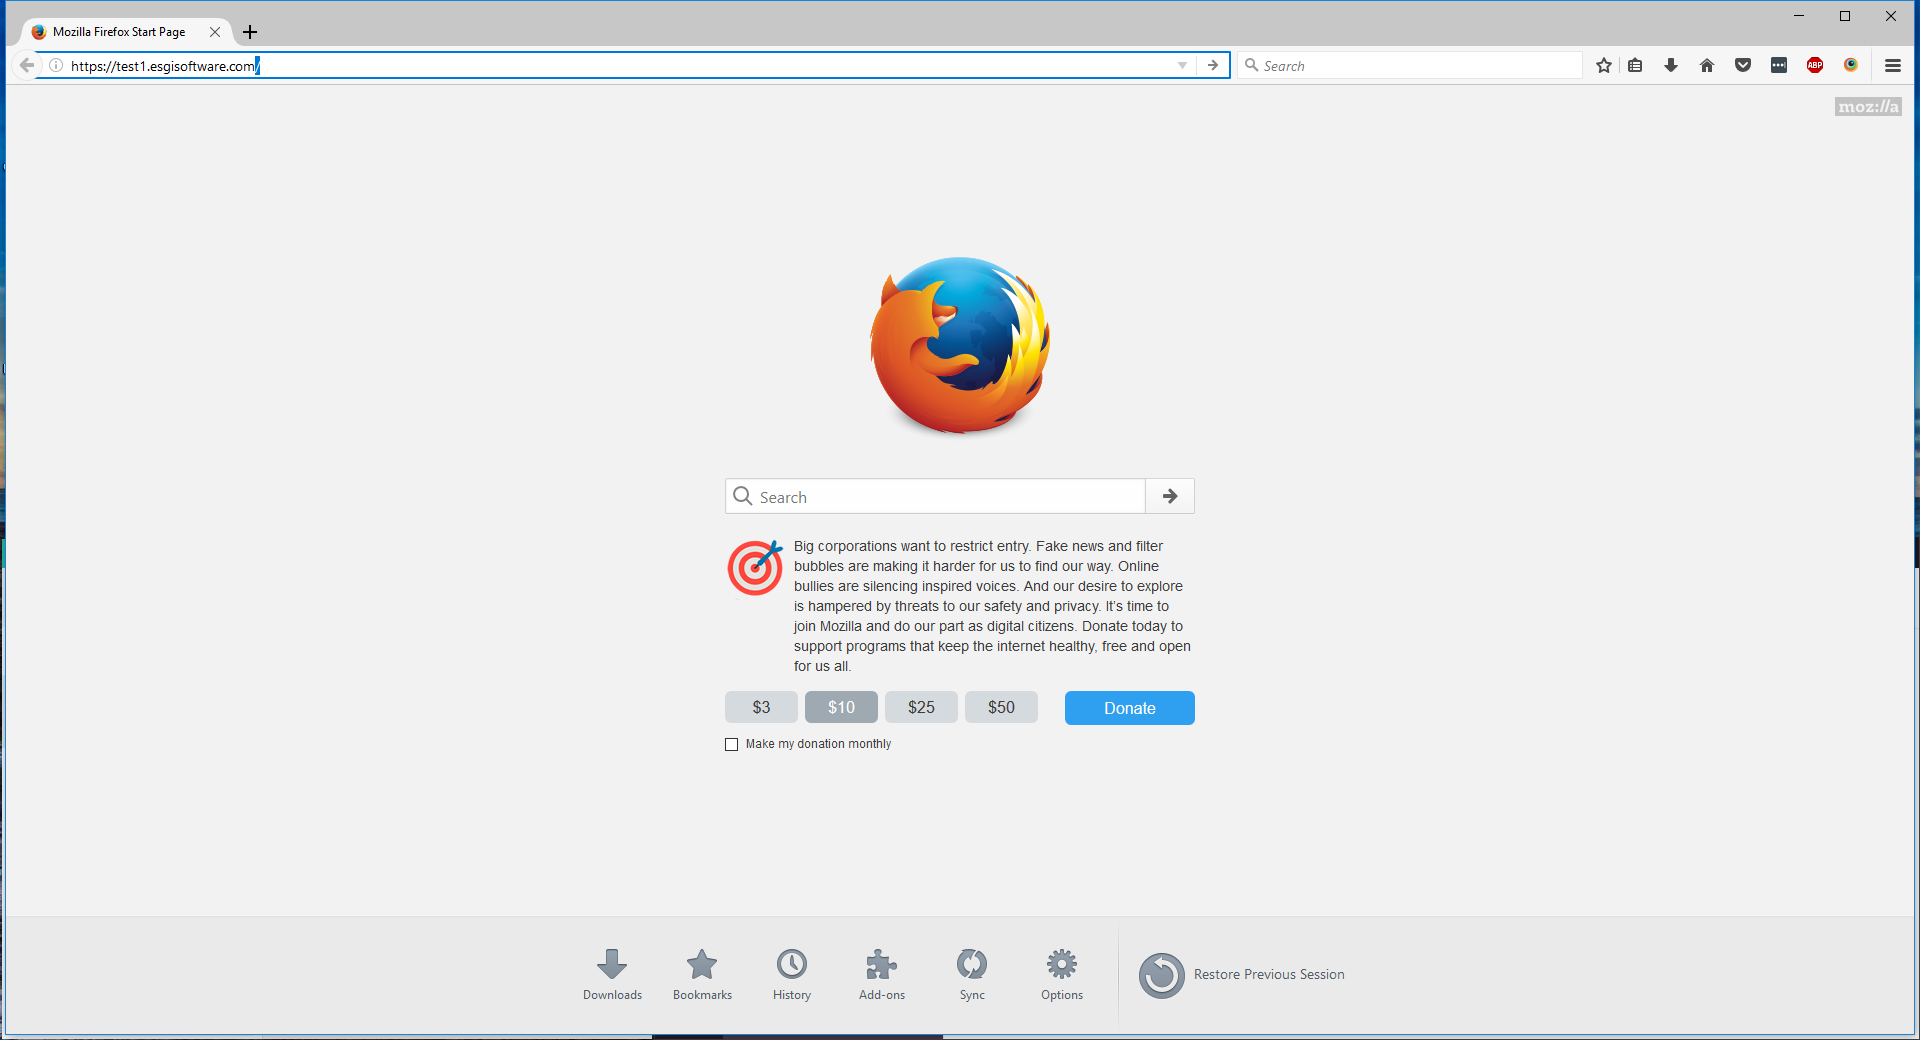 Mozilla Firefox Start Page
https://test1.esgisoftware.com/
Search
ABP
moz://a
Search
Big corporations want to restrict entry. Fake news and filter
bubbles are making it harder for us to find our way. Online
bullies are silencing inspired voices. And our desire to explore
is hampered by threats to our safety and privacy. It’s time to
join Mozilla and do our part as digital citizens. Donate today to
support programs that keep the internet healthy, free and open
for us all.
$3 $10 $25 $50 Donate
Make my donation monthly
Downloads Bookmarks History Add-ons Sync Options Restore Previous Session